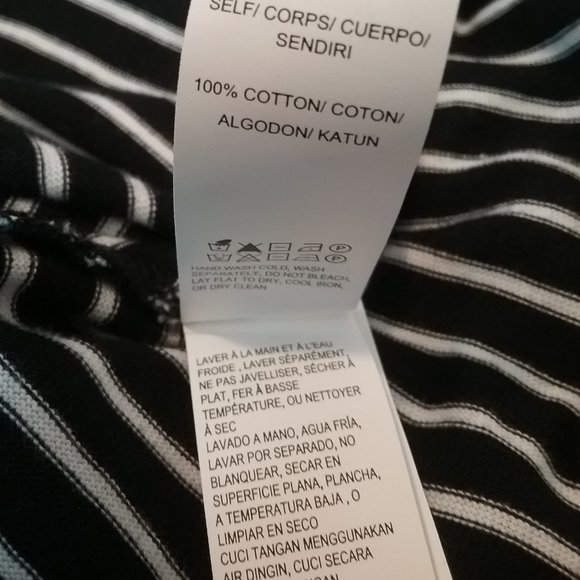 SELF/ CORPS/ CUERPO/
SENDIRI
100% COTTON/ COTON/
ALGODON/ KATUN
HAND WASH COLD, WASH
SEPARATELY, DO NOT BLEACH,
LAY FLAT TO DRY, COOL IRON,
OR DRY CLEAN
LAVER À LA MAIN ET À L'EAU
FROIDE , LAVER SÉPARÉMENT,
NE PAS JAVELLISER, SÉCHER À
PLAT, FER À BASSE
TEMPÉRATURE, OU NETTOYER
À SEC
LAVADO A MANO, AGUA FRÍA,
LAVAR POR SEPARADO, NO
BLANQUEAR, SECAR EN
SUPERFICIE PLANA, PLANCHA,
A TEMPERATURA BAJA , O
LIMPIAR EN SECO
CUCI TANGAN MENGGUNAKAN
AIR DINGIN, CUCI SECARA